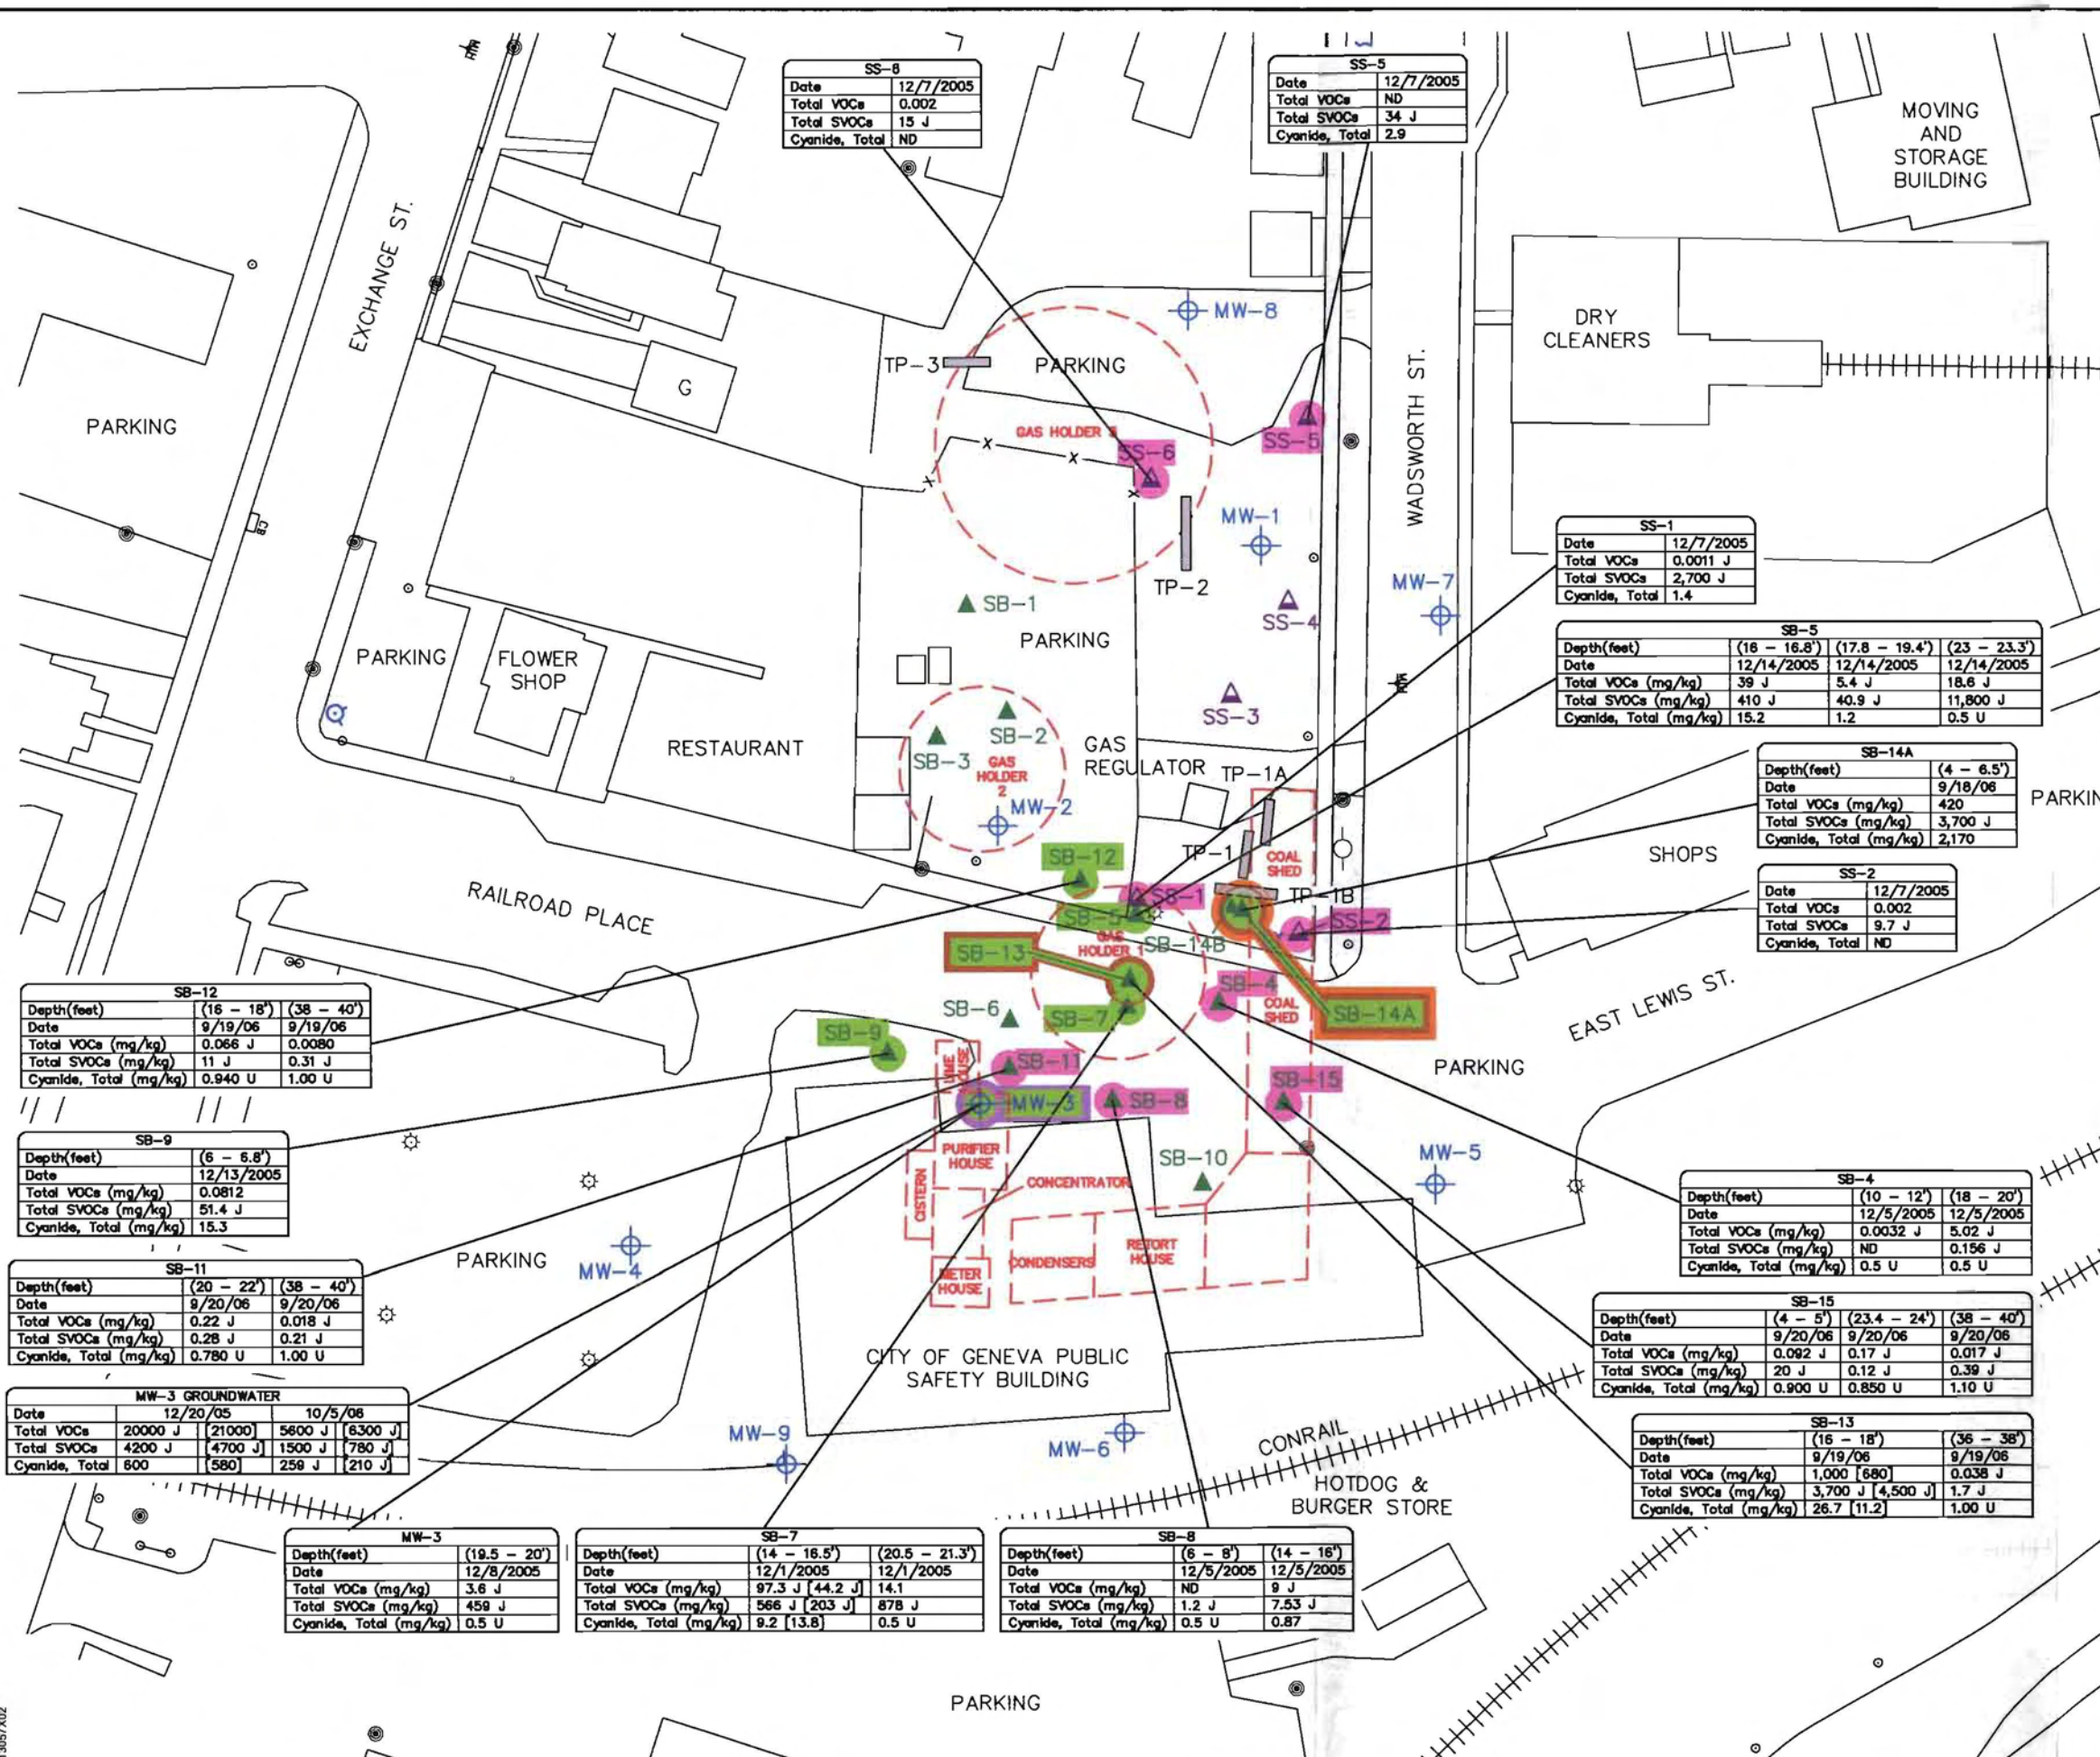 SS-6
Date 12/7/2005
Total VOCs 0.002
Total SVOCs 15 J
Cyanide, Total ND
SS-5
Date 12/7/2005
Total VOCs ND
Total SVOCs 34 J
Cyanide, Total 2.9
MH
MOVING
AND
STORAGE
BUILDING
EXCHANGE ST.
WADSWORTH ST.
DRY
CLEANERS
MW-8
TP-3
PARKING
G
PARKING
GAS HOLDER
SS-6
SS-5
CB
MW-1
TP-2
MW-7
SS-1
Date 12/7/2005
Total VOCs 0.0011 J
Total SVOCs 2,700 J
Cyanide, Total 1.4
SB-1
SS-4
PARKING
PARKING
FLOWER
SHOP
SB-5
Depth(feet) (16 - 16.8') (17.8 - 19.4') (23 - 23.3')
Date 12/14/2005 12/14/2005 12/14/2005
Total VOCs (mg/kg) 39 J 5.4 J 18.6 J
Total SVOCs (mg/kg) 410 J 40.9 J 11,800 J
Cyanide, Total (mg/kg) 15.2 1.2 0.5 U
MH
SS-3
SB-2
SB-3
GAS
HOLDER
2
MW-2
RESTAURANT
GAS
REGULATOR
TP-1A
SB-14A
Depth(feet) (4 - 6.5')
Date 9/18/06
Total VOCs (mg/kg) 420
Total SVOCs (mg/kg) 3,700 J
Cyanide, Total (mg/kg) 2,170
PARKIN
SB-12
TP-1
COAL
SHED
SHOPS
SS-2
Date 12/7/2005
Total VOCs 0.002
Total SVOCs 9.7 J
Cyanide, Total ND
RAILROAD PLACE
SS-1
TP-1B
SB-5
SS-2
GAS
HOLDER 1
SB-14B
SB-13
SB-4
COAL
SHED
SB-14A
EAST LEWIS ST.
SB-12
Depth(feet) (16 - 18') (38 - 40')
Date 9/19/06 9/19/06
Total VOCs (mg/kg) 0.066 J 0.0080
Total SVOCs (mg/kg) 11 J 0.31 J
Cyanide, Total (mg/kg) 0.940 U 1.00 U
SB-6
SB-7
SB-9
LIME
HOUSE
SB-11
PARKING
SB-15
MW-3
SB-8
SB-9
Depth(feet) (6 - 6.8')
Date 12/13/2005
Total VOCs (mg/kg) 0.0812
Total SVOCs (mg/kg) 51.4 J
Cyanide, Total (mg/kg) 15.3
PURIFIER
HOUSE
SB-10
MW-5
CISTERN
CONCENTRATOR
SB-4
Depth(feet) (10 - 12') (18 - 20')
Date 12/5/2005 12/5/2005
Total VOCs (mg/kg) 0.0032 J 5.02 J
Total SVOCs (mg/kg) ND 0.156 J
Cyanide, Total (mg/kg) 0.5 U 0.5 U
PARKING
MW-4
CONDENSERS
RETORT
HOUSE
METER
HOUSE
SB-11
Depth(feet) (20 - 22') (38 - 40')
Date 9/20/06 9/20/06
Total VOCs (mg/kg) 0.22 J 0.018 J
Total SVOCs (mg/kg) 0.28 J 0.21 J
Cyanide, Total (mg/kg) 0.780 U 1.00 U
SB-15
Depth(feet) (4 - 5') (23.4 - 24') (38 - 40')
Date 9/20/06 9/20/06 9/20/06
Total VOCs (mg/kg) 0.092 J 0.17 J 0.017 J
Total SVOCs (mg/kg) 20 J 0.12 J 0.39 J
Cyanide, Total (mg/kg) 0.900 U 0.850 U 1.10 U
CITY OF GENEVA PUBLIC
SAFETY BUILDING
MW-3 GROUNDWATER
Date 12/20/05 10/5/06
Total VOCs 20000 J [21000] 5600 J [6300 J]
Total SVOCs 4200 J [4700 J] 1500 J [780 J]
Cyanide, Total 600 [580] 259 J [210 J]
MW-9
MW-6
CONRAIL
HOTDOG &
BURGER STORE
SB-13
Depth(feet) (16 - 18') (36 - 38')
Date 9/19/06 9/19/06
Total VOCs (mg/kg) 1,000 [680] 0.038 J
Total SVOCs (mg/kg) 3,700 J [4,500 J] 1.7 J
Cyanide, Total (mg/kg) 26.7 [11.2] 1.00 U
MW-3
Depth(feet) (19.5 - 20')
Date 12/8/2005
Total VOCs (mg/kg) 3.6 J
Total SVOCs (mg/kg) 459 J
Cyanide, Total (mg/kg) 0.5 U
SB-7
Depth(feet) (14 - 16.5') (20.5 - 21.3')
Date 12/1/2005 12/1/2005
Total VOCs (mg/kg) 97.3 J [44.2 J] 14.1
Total SVOCs (mg/kg) 566 J [203 J] 878 J
Cyanide, Total (mg/kg) 9.2 [13.8] 0.5 U
SB-8
Depth(feet) (6 - 8') (14 - 16')
Date 12/5/2005 12/5/2005
Total VOCs (mg/kg) ND 9 J
Total SVOCs (mg/kg) 1.2 J 7.53 J
Cyanide, Total (mg/kg) 0.5 U 0.87
PARKING